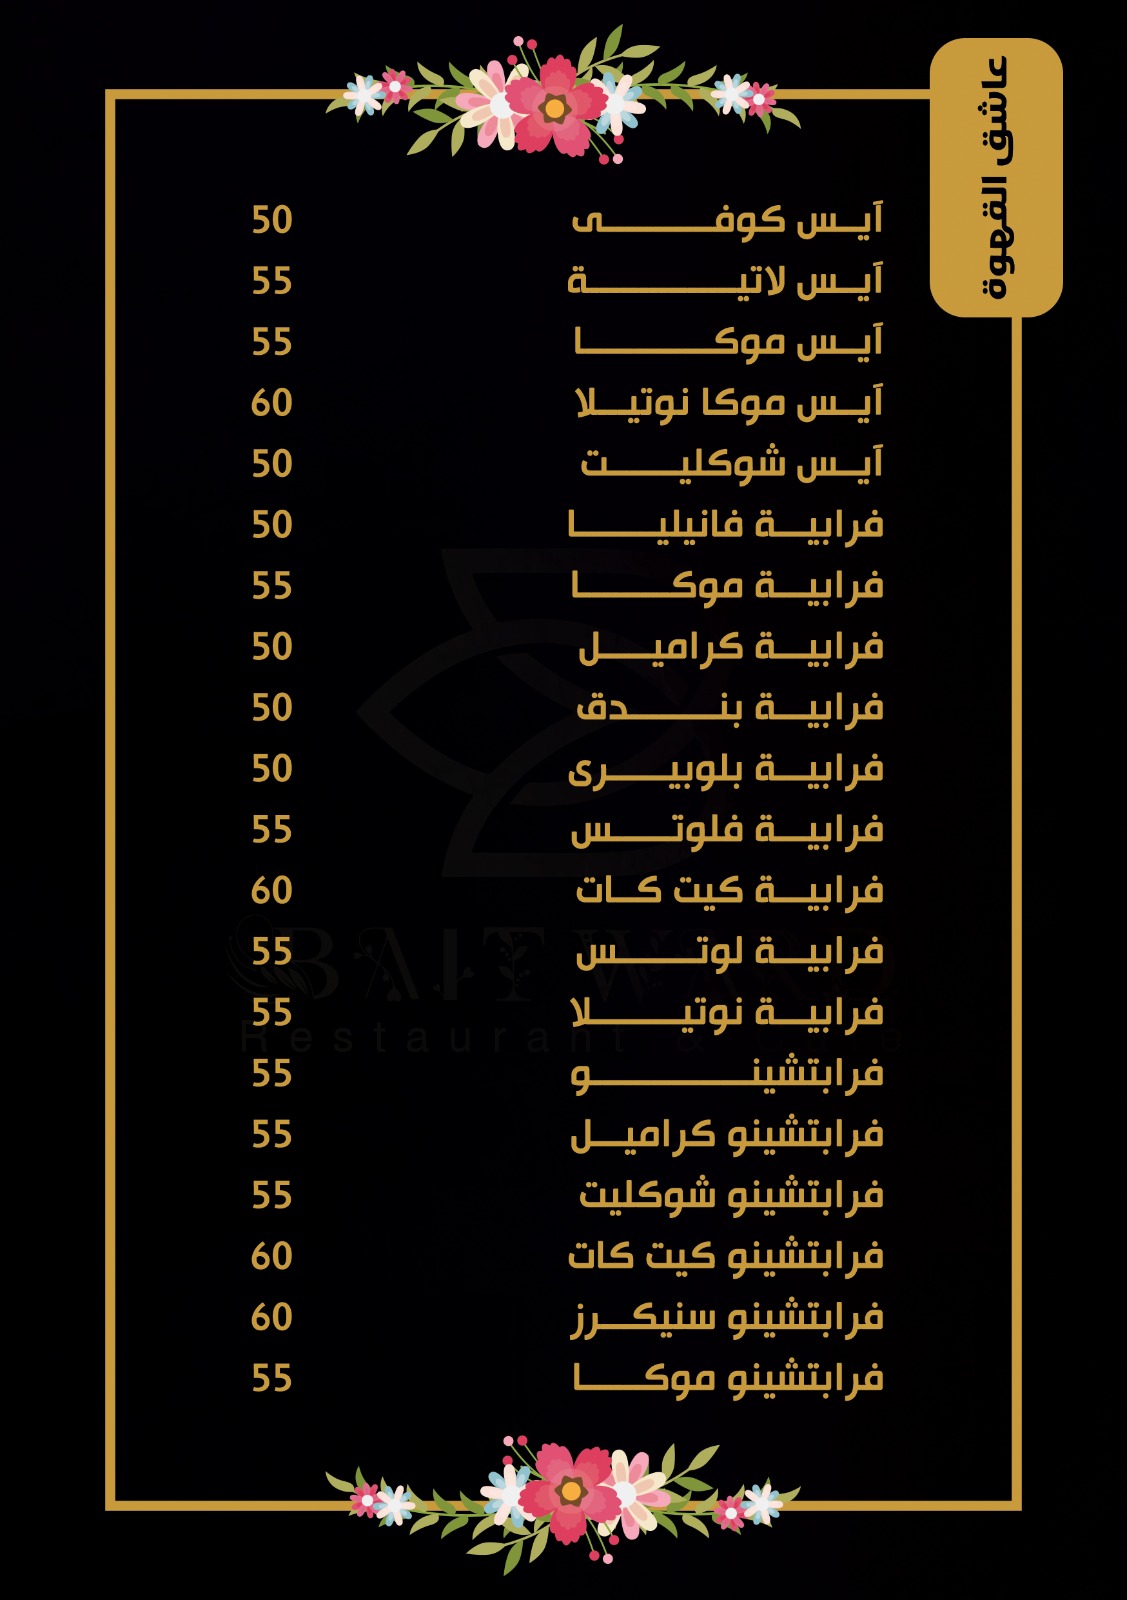 عاشق القهوة
آيس كوفى 50
آيس لاتية 55
آيس موكا 55
آيس موكا نوتيلا 60
آيس شوكليت 50
فرابية فانيليا 50
فرابية موكا 55
فرابية كراميل 50
فرابية بندق 50
فرابية بلوبيرى 50
فرابية فلوتس 55
فرابية كيت كات 60
فرابية لوتس 55
فرابية نوتيلا 55
فرابتشينو 55
فرابتشينو كراميل 55
فرابتشينو شوكليت 55
فرابتشينو كيت كات 60
فرابتشينو سنيكرز 60
فرابتشينو موكا 55
BAIT WARD
Restaurant &